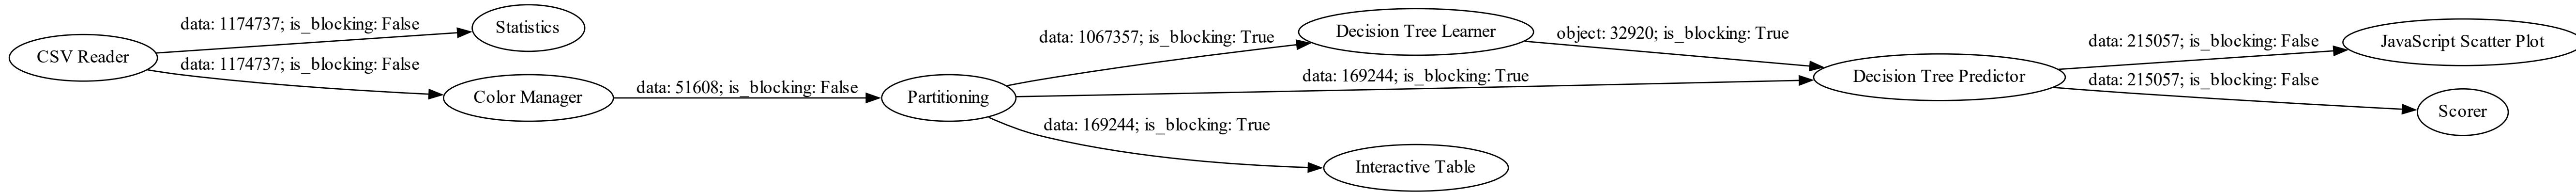 data: 1174737; is_blocking: False
Statistics
CSV Reader
data: 1174737; is_blocking: False
Color Manager
data: 51608; is_blocking: False
Partitioning
data: 1067357; is_blocking: True
Decision Tree Learner
object: 32920; is_blocking: True
data: 169244; is_blocking: True
data: 169244; is_blocking: True
Interactive Table
Decision Tree Predictor
data: 215057; is_blocking: False
JavaScript Scatter Plot
data: 215057; is_blocking: False
Scorer